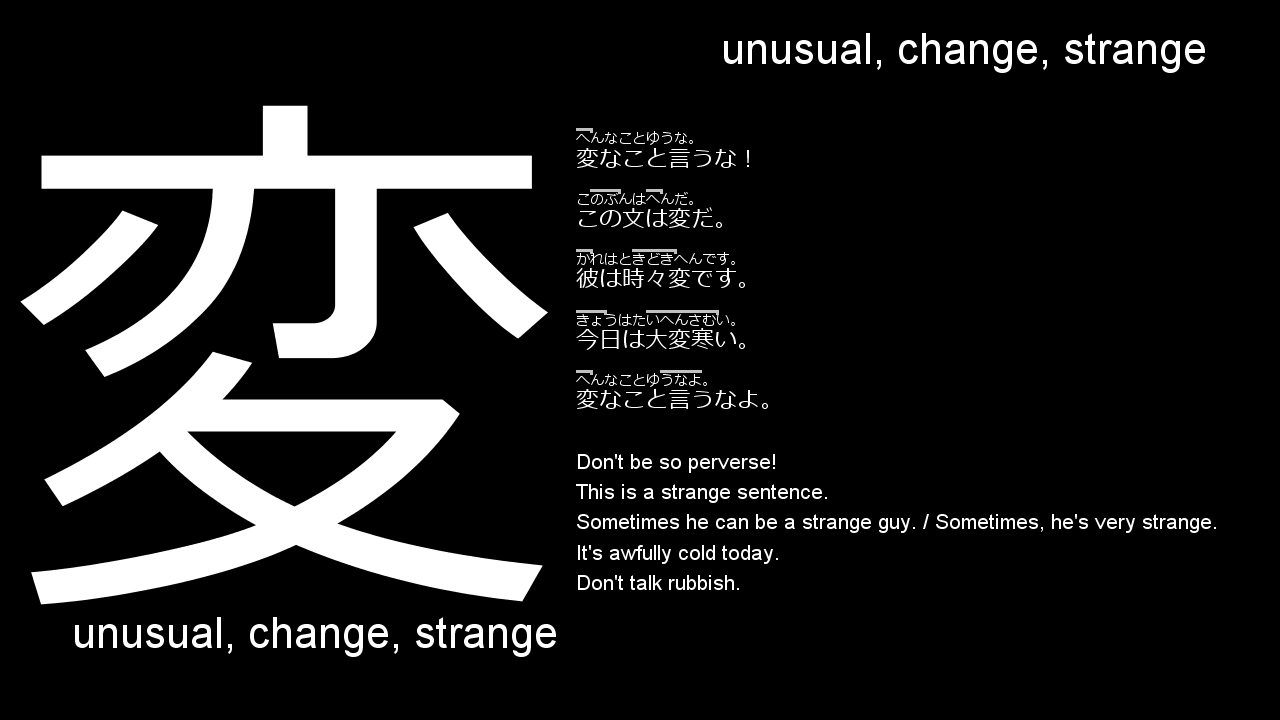 unusual, change, strange
変
へんなことゆうな。
変なこと言うな！
このぶんはへんだ。
この文は変だ。
かれはときどきへんです。
彼は時々変です。
きょうはたいへんさむい。
今日は大変寒い。
へんなことゆうなよ。
変なこと言うなよ。
Don't be so perverse!
This is a strange sentence.
Sometimes he can be a strange guy. / Sometimes, he's very strange.
It's awfully cold today.
Don't talk rubbish.
unusual, change, strange